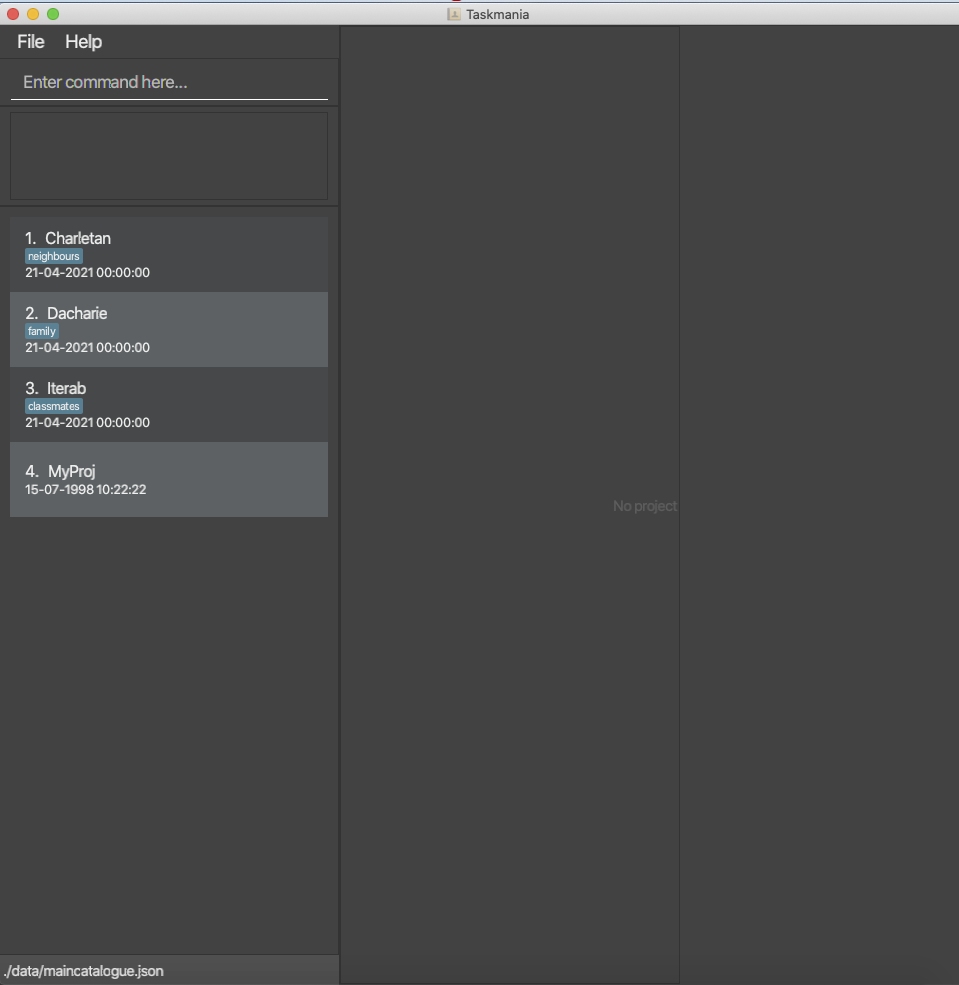 Taskmania
File Help
Enter command here...
1. Charletan
neighbours
21-04-2021 00:00:00
2. Dacharie
family
21-04-2021 00:00:00
3. Iterab
classmates
21-04-2021 00:00:00
4. MyProj
15-07-1998 10:22:22
No project
./data/maincatalogue.json